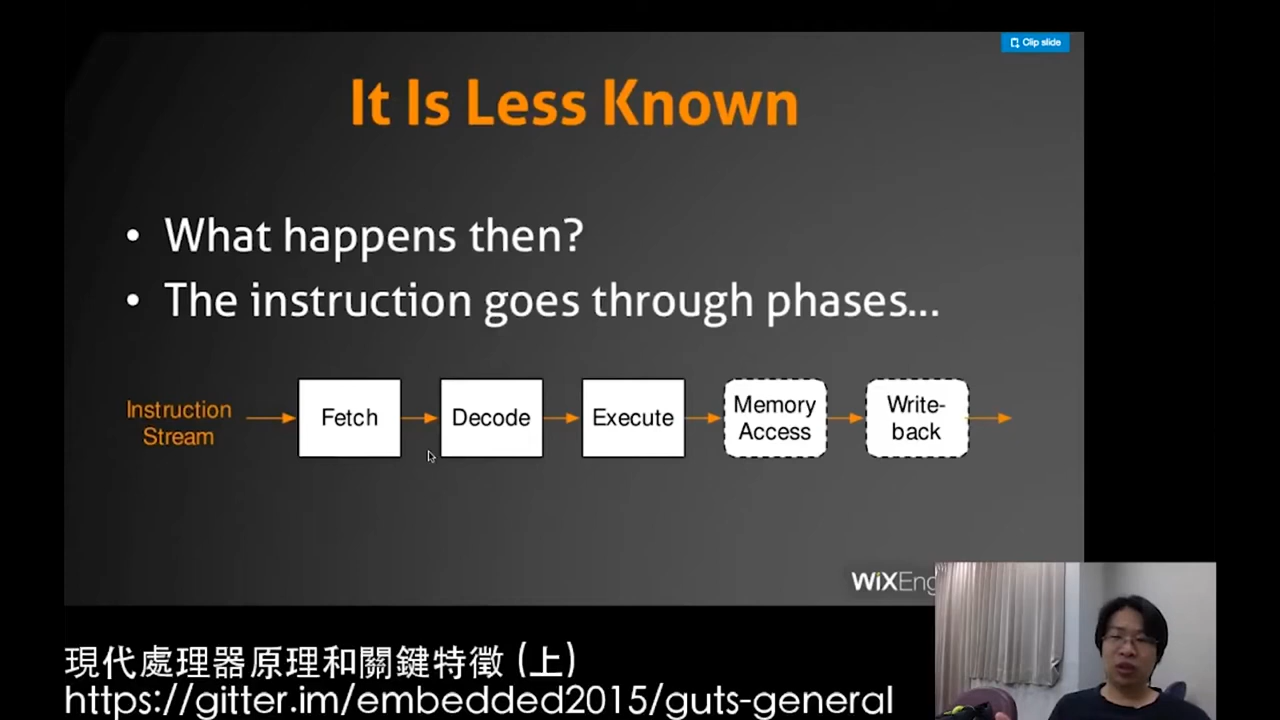 Clip slide
It Is Less Known
• What happens then?
• The instruction goes through phases...
Instruction
Stream
Fetch
Decode
Execute
Memory
Access
Write-
back
WiXEng
現代處理器原理和關鍵特徵 (上)
https://gitter.im/embedded2015/guts-general